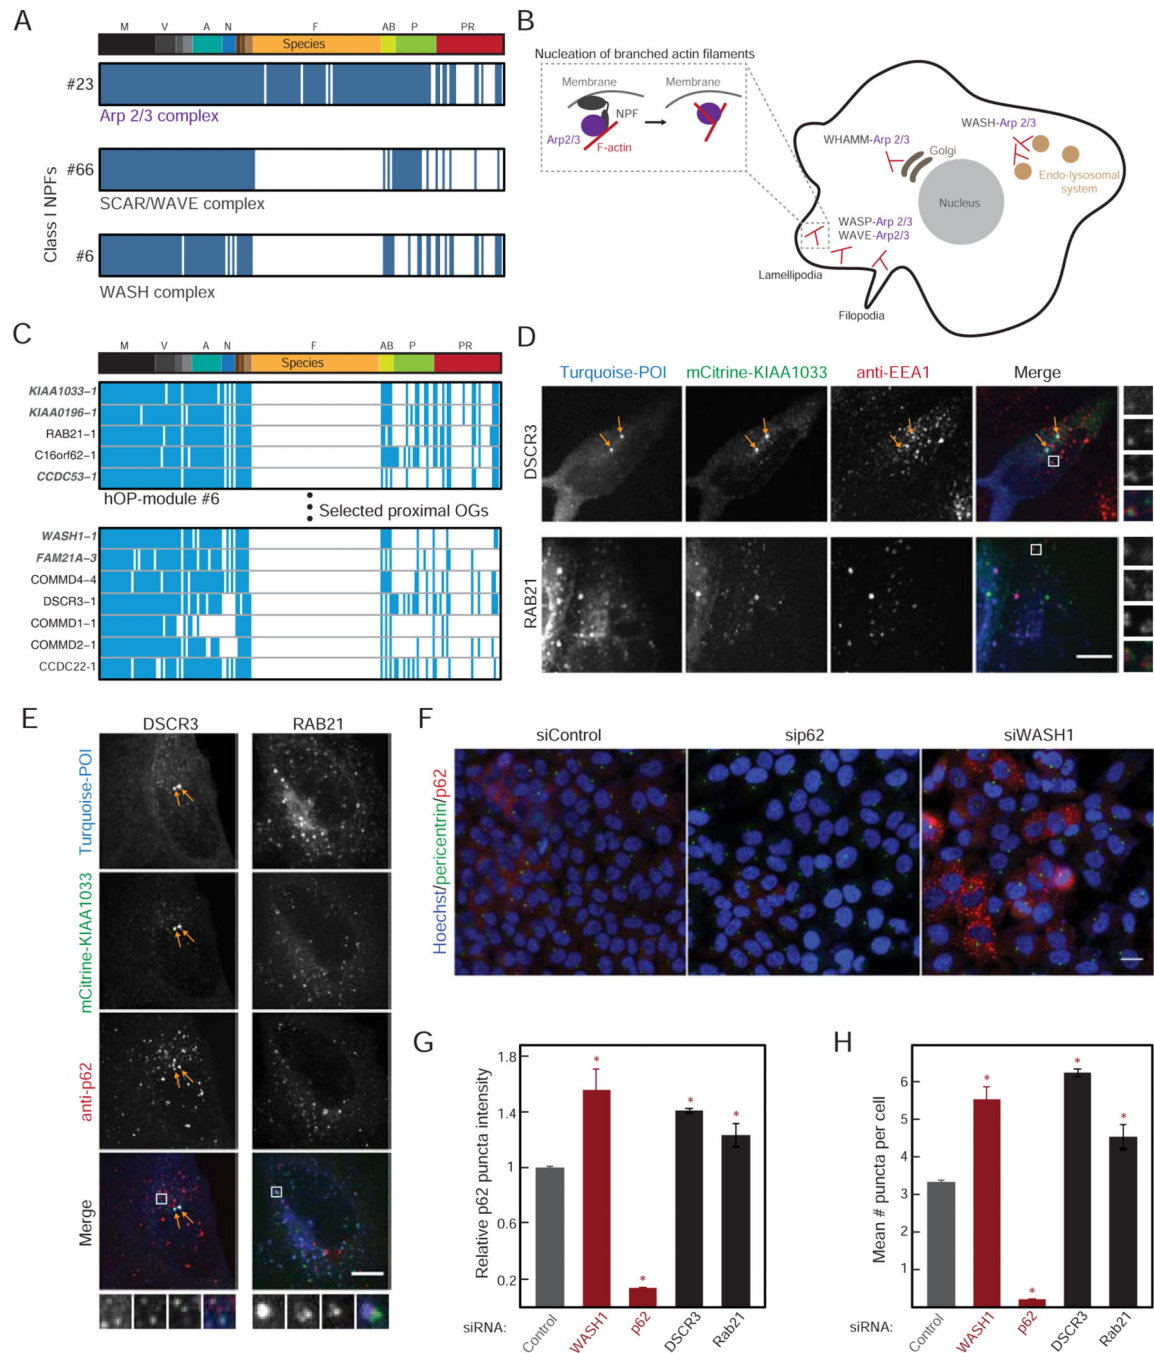 A
M V A N F AB P PR
Species
#23
Arp 2/3 complex
#66
SCAR/WAVE complex
#6
WASH complex
Class I NPFs
B
Nucleation of branched actin filaments
Membrane
Membrane
NPF
Arp2/3
F-actin
WASH-Arp 2/3
WHAMM-Arp 2/3
Golgi
Endo-lysosomal
system
Nucleus
WASP-Arp 2/3
WAVE-Arp2/3
Lamellipodia
Filopodia
C
M V A N F AB P PR
Species
KIAA1033-1
KIAA0196-1
RAB21-1
C16orf62-1
CCDC53-1
hOP-module #6
Selected proximal OGs
WASH1-1
FAM21A-3
COMMD4-4
DSCR3-1
COMMD1-1
COMMD2-1
CCDC22-1
D
Turquoise-POI mCitrine-KIAA1033 anti-EEA1 Merge
DSCR3
RAB21
E
DSCR3 RAB21
Turquoise-POI
mCitrine-KIAA1033
anti-p62
Merge
F
siControl sip62 siWASH1
Hoechst/pericentrin/p62
G
Relative p62 puncta intensity
1.8
1.4
1
0.6
0.2
* * * *
siRNA: Control WASH1 p62 DSCR3 Rab21
H
Mean # puncta per cell
6
5
4
3
2
1
* * * *
siRNA: Control WASH1 p62 DSCR3 Rab21